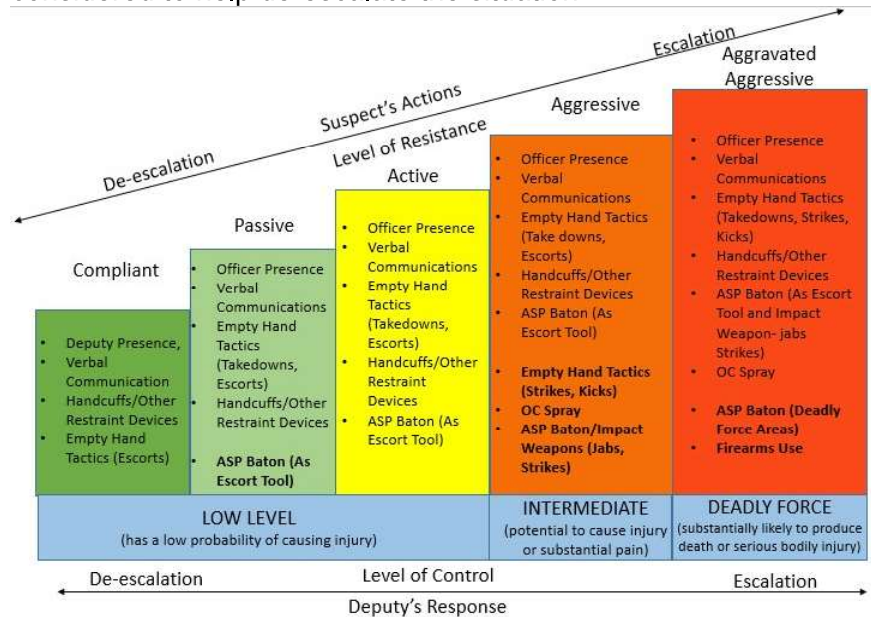 Escalation
Aggravated
Aggressive
Suspect's Actions
Aggressive
Level of Resistance
De-escalation
Active
Passive
Compliant
• Deputy Presence,
• Verbal
Communication
• Handcuffs/Other
Restraint Devices
• Empty Hand
Tactics (Escorts)
• Officer Presence
• Verbal
Communications
• Empty Hand
Tactics
(Takedowns,
Escorts)
• Handcuffs/Other
Restraint Devices
• ASP Baton (As
Escort Tool)
• Officer Presence
• Verbal
Communications
• Empty Hand
Tactics
(Takedowns,
Escorts)
• Handcuffs/Other
Restraint
Devices
• ASP Baton (As
Escort Tool)
• Officer Presence
• Verbal
Communications
• Empty Hand Tactics
(Take downs,
Escorts)
• Handcuffs/Other
Restraint Devices
• ASP Baton (As
Escort Tool)
• Empty Hand Tactics
(Strikes, Kicks)
• OC Spray
• ASP Baton/Impact
Weapons (Jabs,
Strikes)
• Officer Presence
• Verbal
Communications
• Empty Hand Tactics
(Takedowns, Strikes,
Kicks)
• Handcuffs/Other
Restraint Devices
• ASP Baton (As Escort
Tool and Impact
Weapon- jabs
Strikes)
• OC Spray
• ASP Baton (Deadly
Force Areas)
• Firearms Use
LOW LEVEL
(has a low probability of causing injury)
INTERMEDIATE
(potential to cause injury
or substantial pain)
DEADLY FORCE
(substantially likely to produce
death or serious bodily injury)
De-escalation
Level of Control
Escalation
Deputy's Response